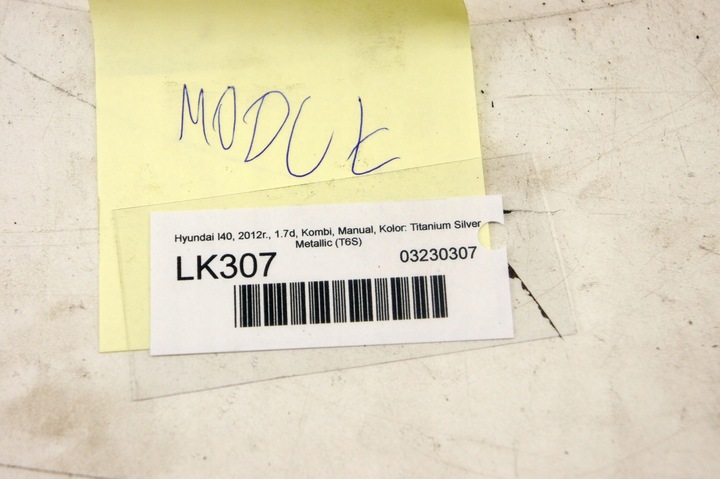 MODUŁ
Hyundai I40, 2012r., 1.7d, Kombi, Manual, Kolor: Titanium Silver
Metallic (T6S)
LK307 03230307